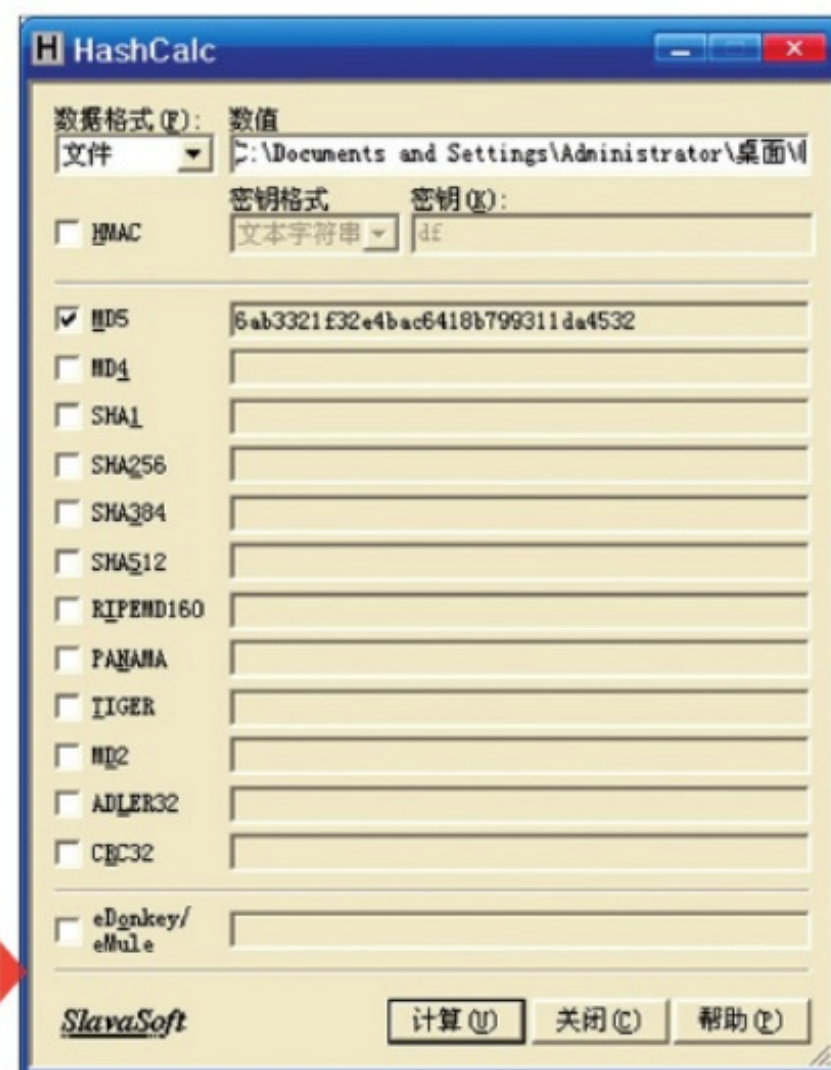 HashCalc
数据格式(F): 数值
文件 C:\Documents and Settings\Administrator\桌面\
密钥格式 密钥(K):
HMAC 文本字符串 df
MD5 6ab3321f32e4bac6418b799311da4532
MD4
SHA1
SHA256
SHA384
SHA512
RIPEMD160
PANAMA
TIGER
MD2
ADLER32
CRC32
eDonkey/
eMule
SlavaSoft 计算(U) 关闭(C) 帮助(P)